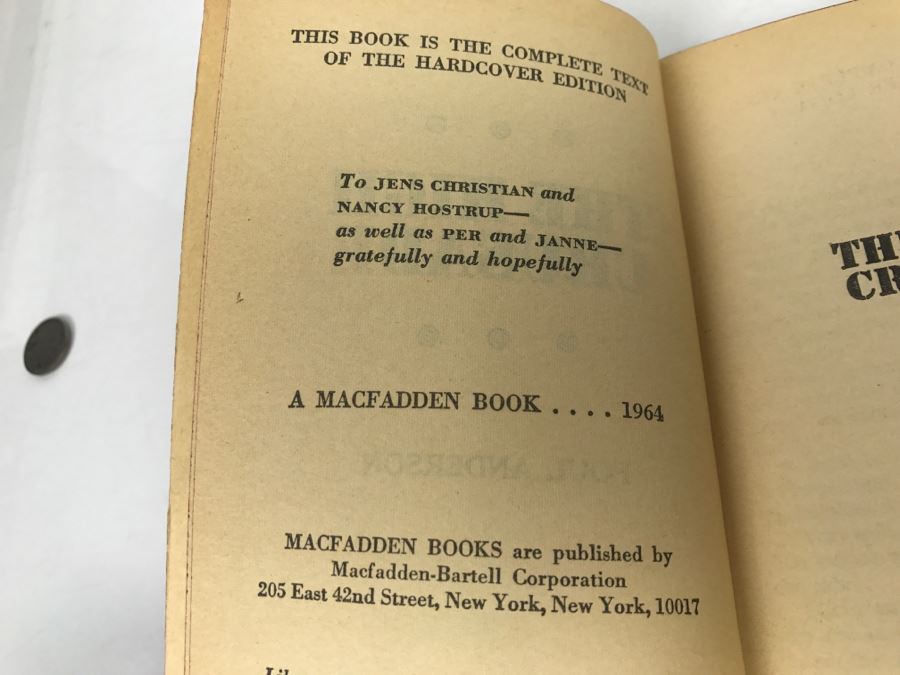 THIS BOOK IS THE COMPLETE TEXT
OF THE HARDCOVER EDITION
To JENS CHRISTIAN and
NANCY HOSTRUP—
as well as PER and JANNE—
gratefully and hopefully
A MACFADDEN BOOK . . . . 1964
POUL ANDERSON
MACFADDEN BOOKS are published by
Macfadden-Bartell Corporation
205 East 42nd Street, New York, New York, 10017